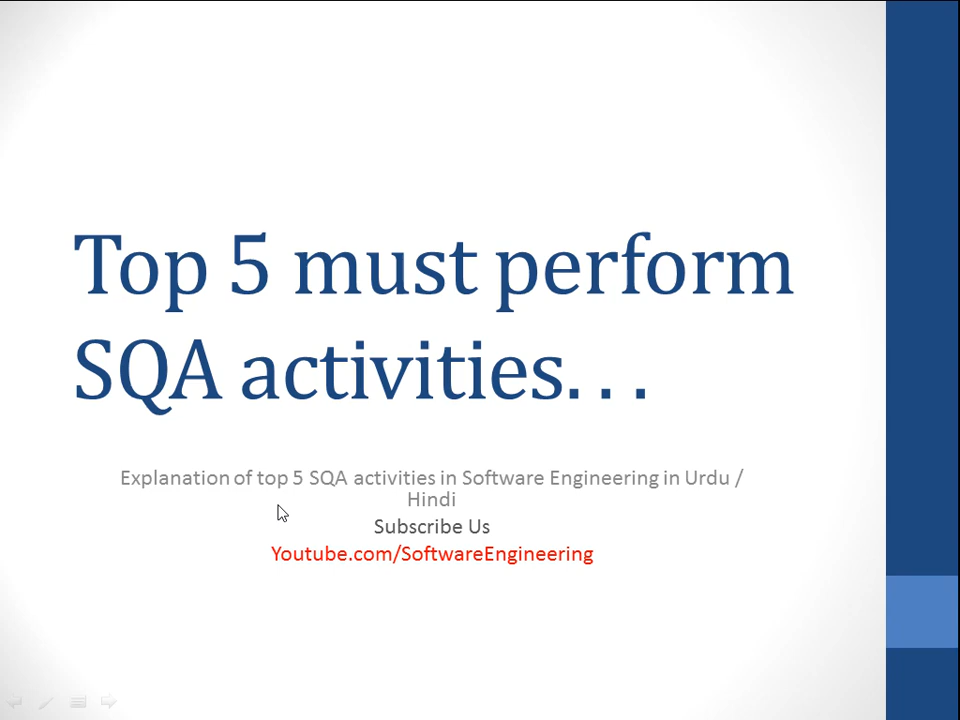 Top 5 must perform
SQA activities. . .
Explanation of top 5 SQA activities in Software Engineering in Urdu /
Hindi
Subscribe Us
Youtube.com/SoftwareEngineering